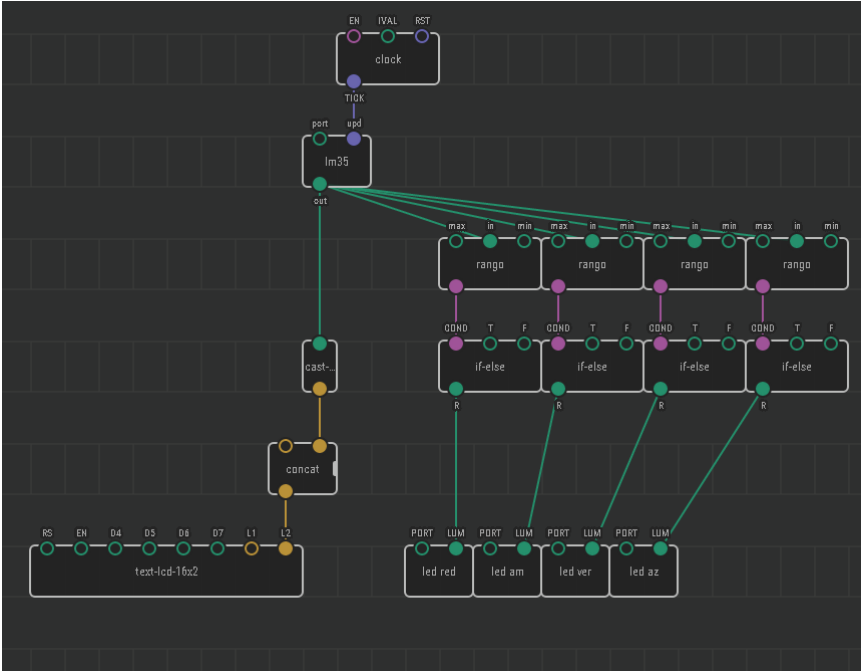 EN IVAL RST
clock
TICK
port upd
lm35
out
max in min max in min max in min max in min
rango rango rango rango
COND T F COND T F COND T F COND T F
cast-... if-else if-else if-else if-else
R R R R
concat
RS EN D4 D5 D6 D7 L1 L2 PORT LUM PORT LUM PORT LUM PORT LUM
text-lcd-16x2 led red led am led ver led az